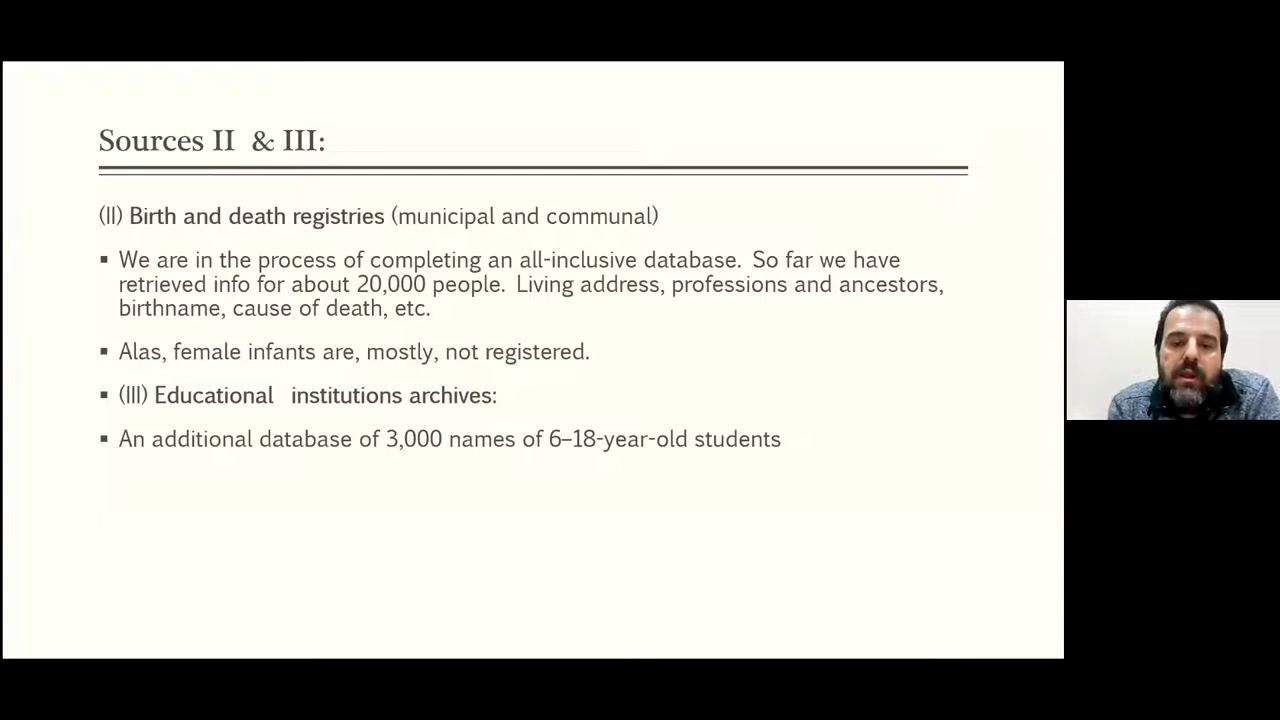 Sources II & III:
(II) Birth and death registries (municipal and communal)
▪ We are in the process of completing an all-inclusive database. So far we have
retrieved info for about 20,000 people. Living address, professions and ancestors,
birthname, cause of death, etc.
▪ Alas, female infants are, mostly, not registered.
▪ (III) Educational institutions archives:
▪ An additional database of 3,000 names of 6–18-year-old students